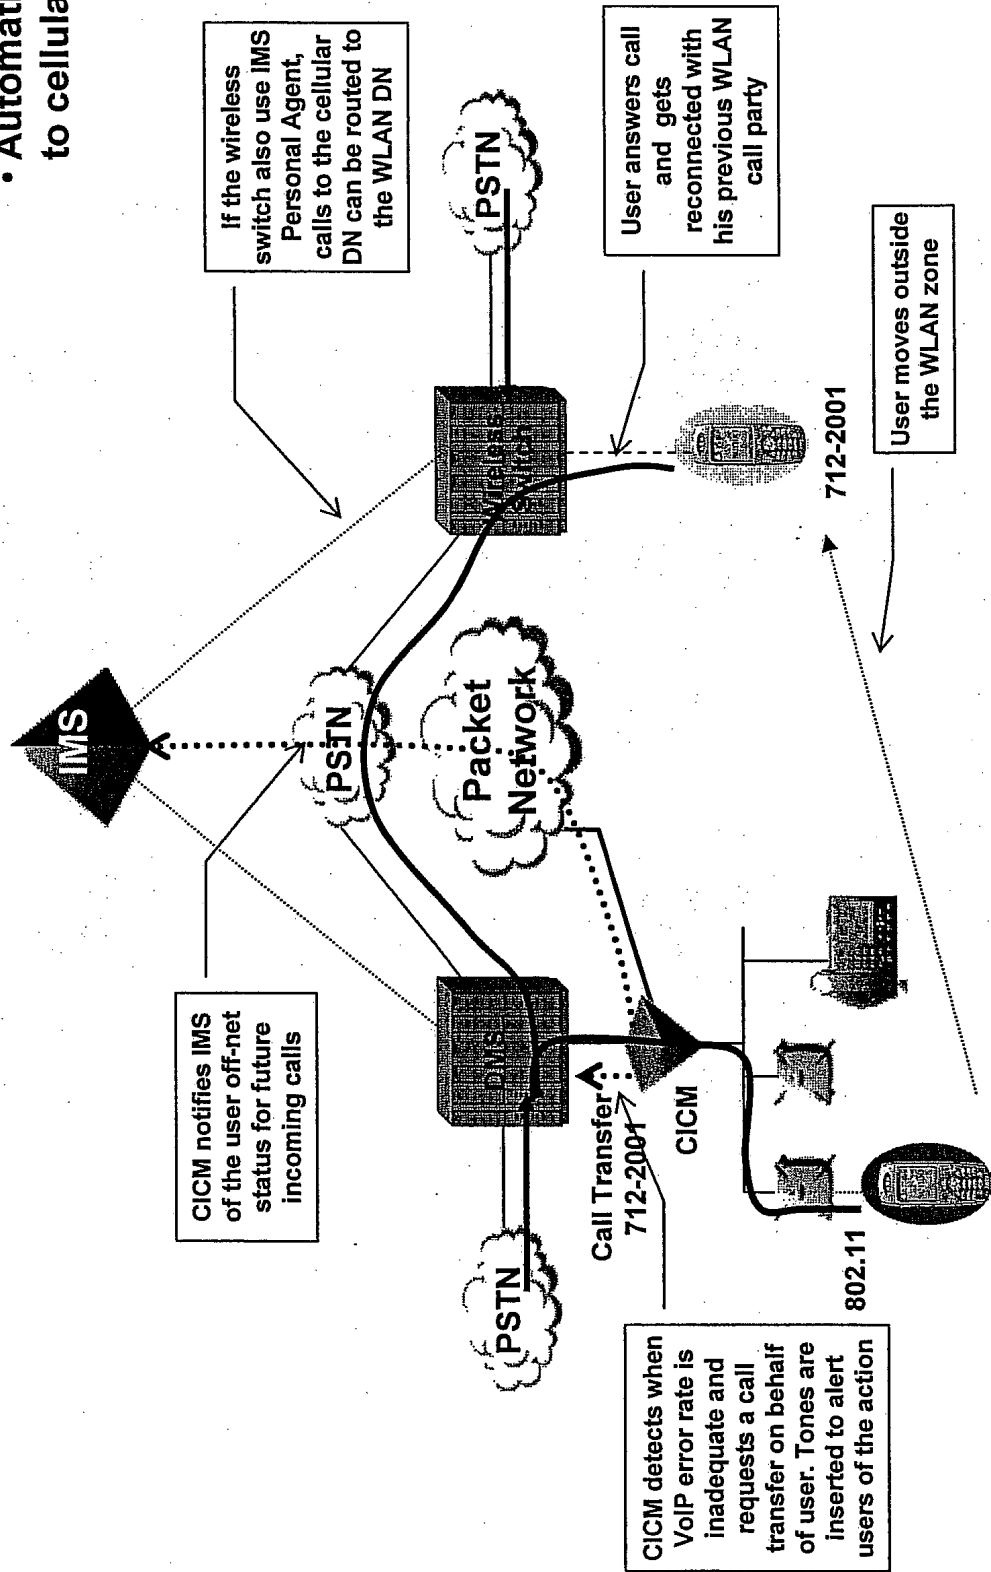 • Automati
to cellula
IMS
If the wireless
switch also use IMS
Personal Agent,
calls to the cellular
DN can be routed to
the WLAN DN
CICM notifies IMS
of the user off-net
status for future
incoming calls
PSTN
Packet
Network
PSTN
DMS
Wireless
Switch
PSTN
User answers call
and gets
reconnected with
his previous WLAN
call party
Call Transfer
712-2001
CICM
712-2001
User moves outside
the WLAN zone
802.11
CICM detects when
VoIP error rate is
inadequate and
requests a call
transfer on behalf
of user. Tones are
inserted to alert
users of the action